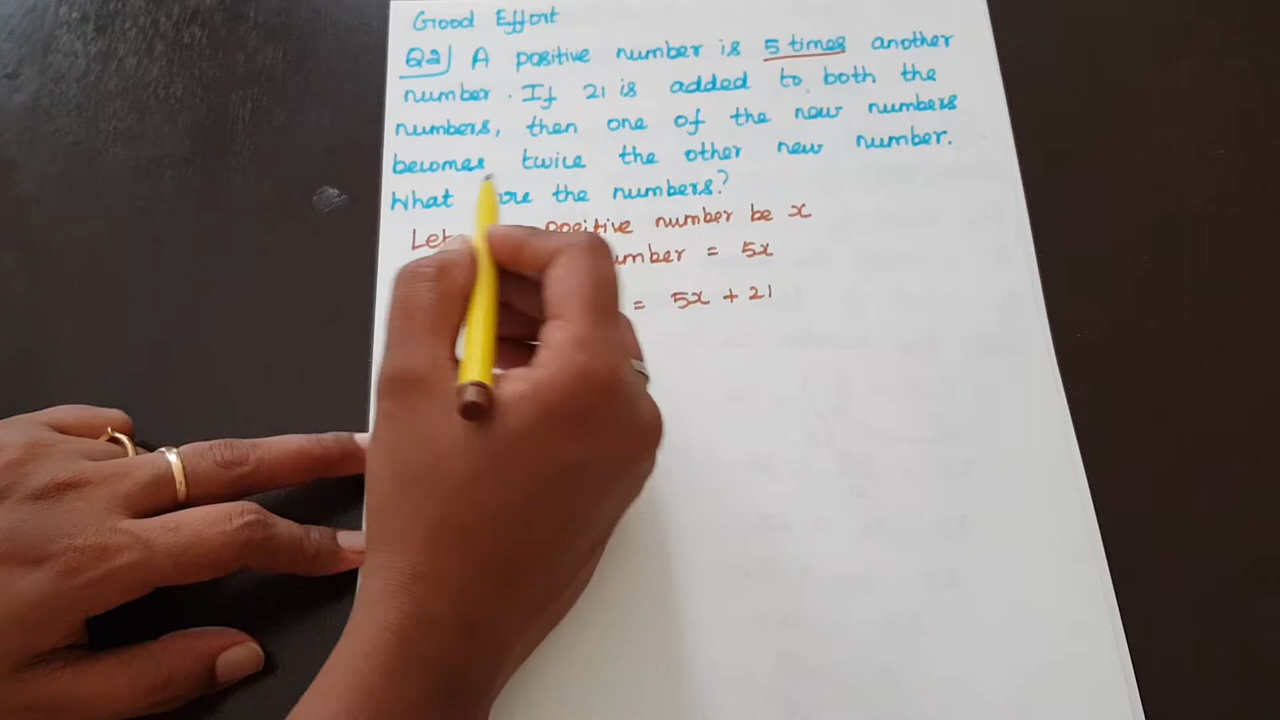 Good Effort
Q2) A positive number is 5 times another
number. If 21 is added to both the
numbers, then one of the new numbers
becomes twice the other new number.
What are the numbers?
Let positive number be x
number = 5x
= 5x + 21